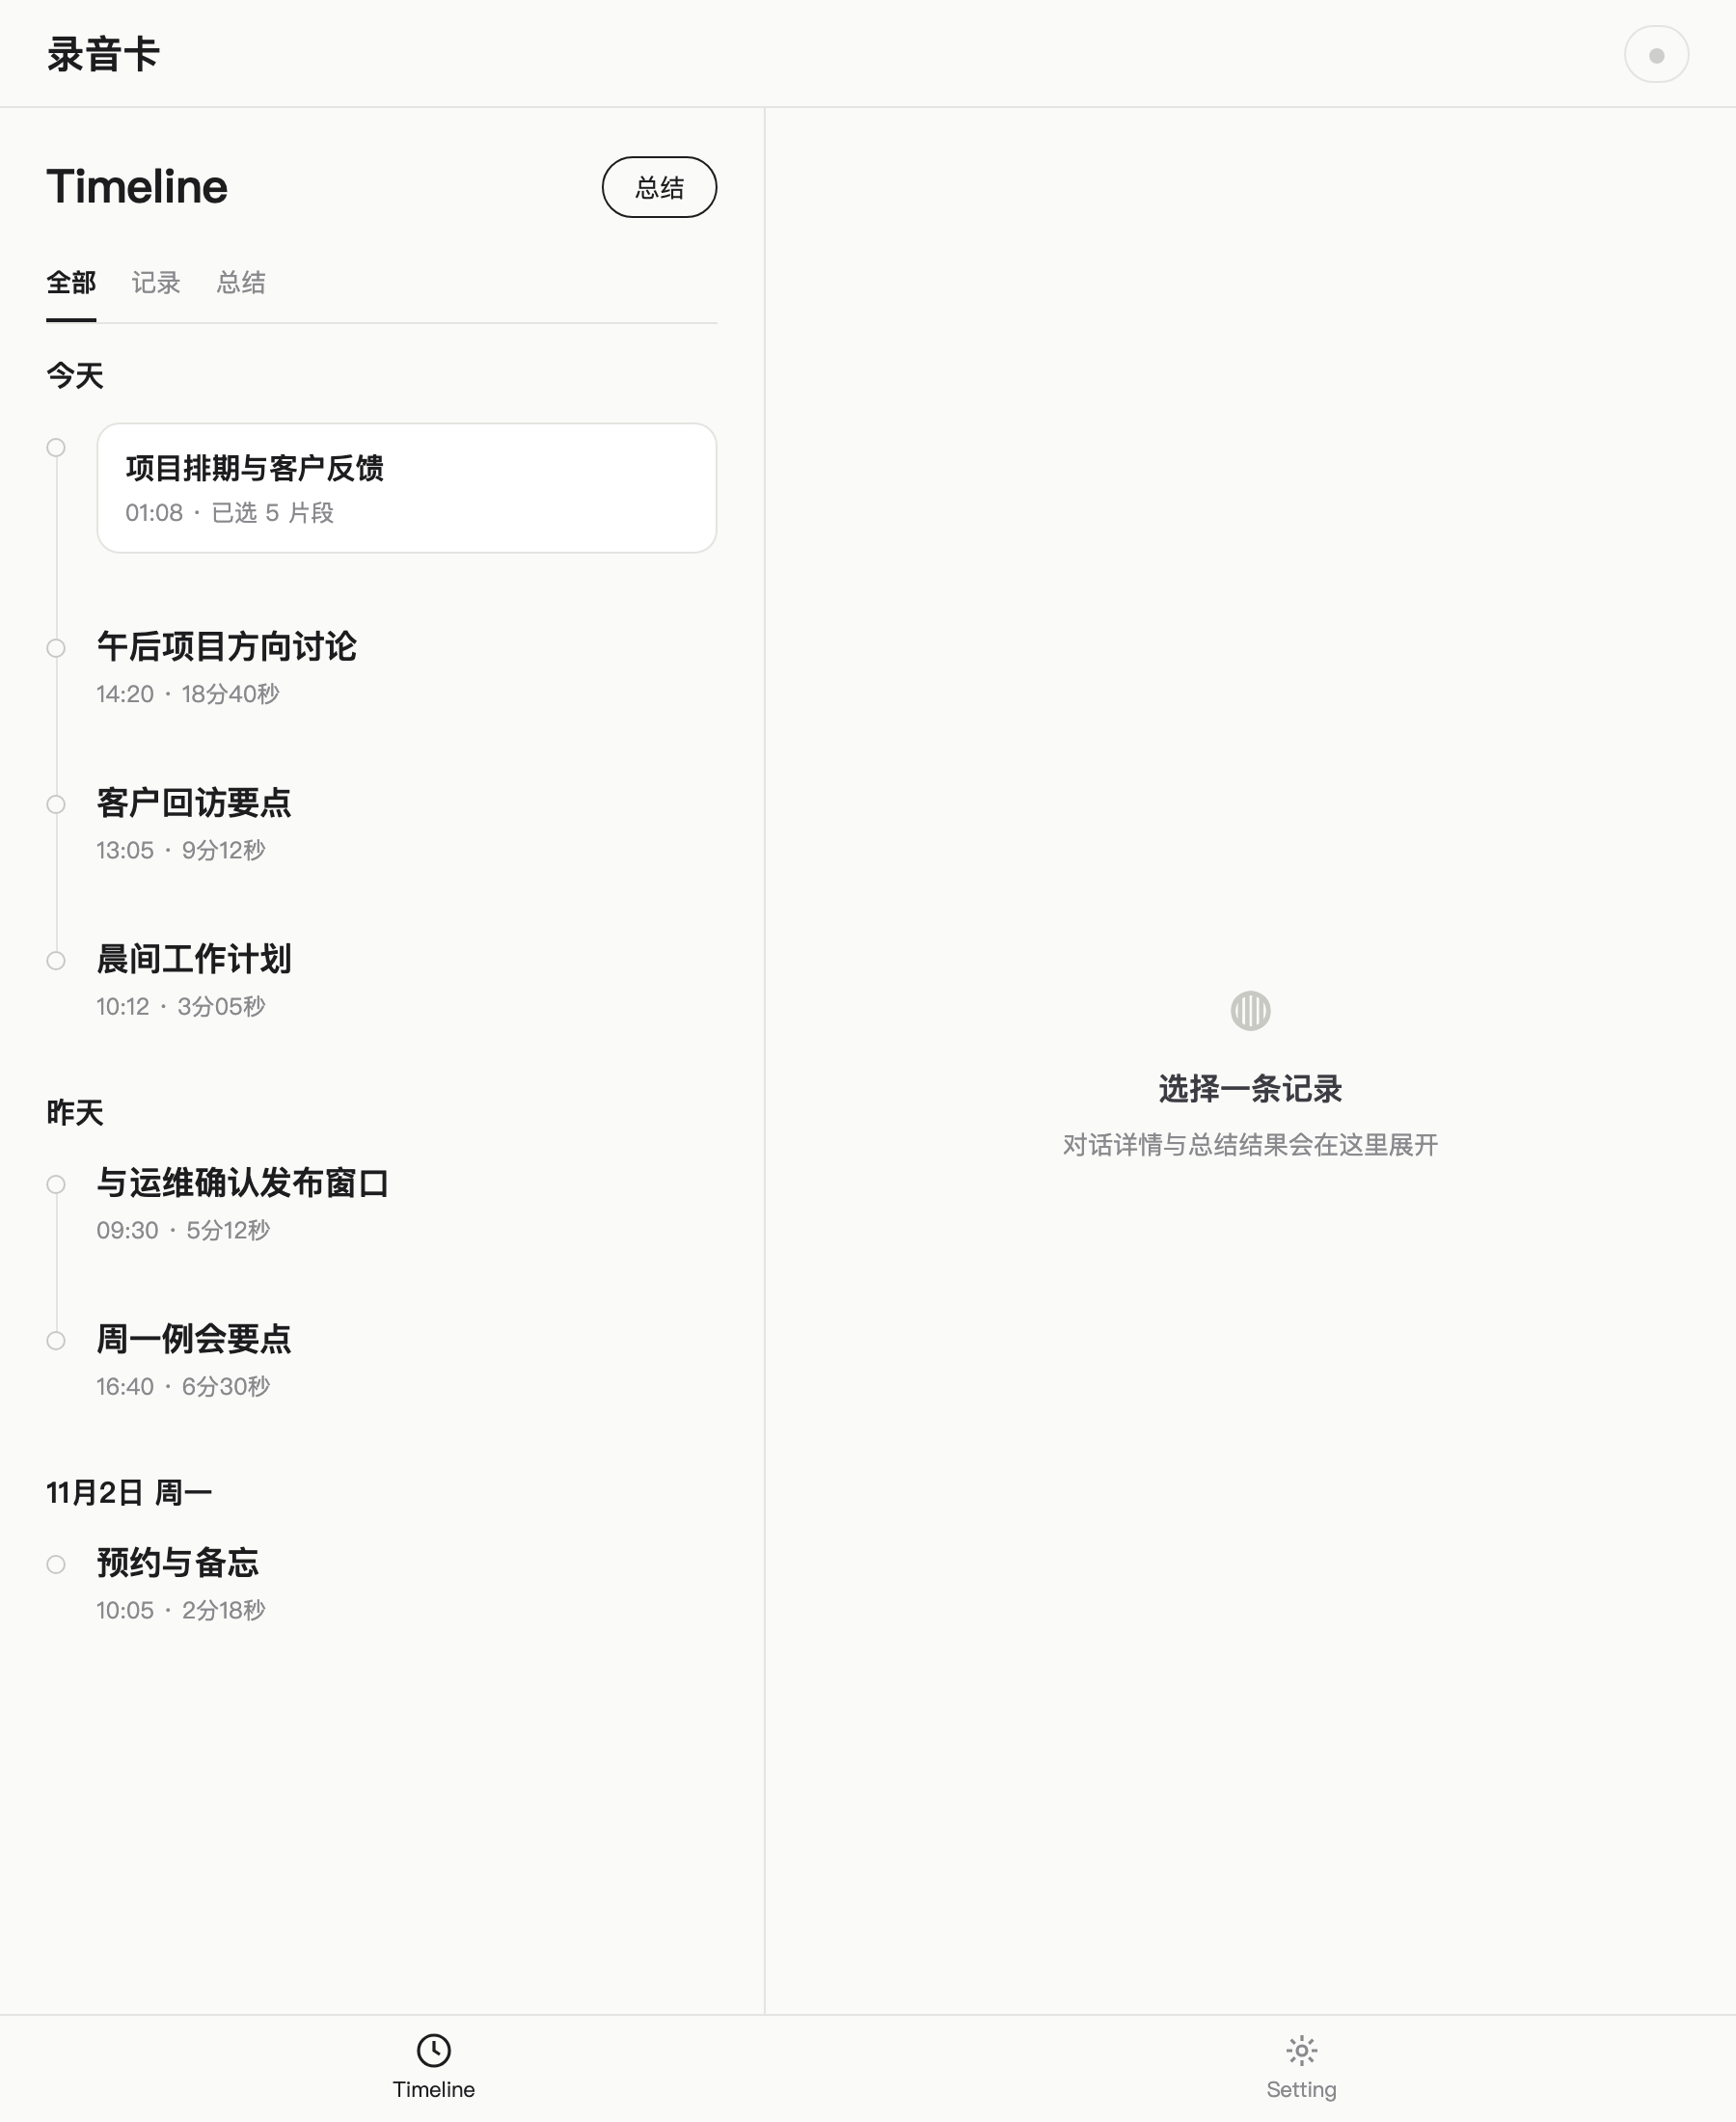 录音卡
Timeline
总结
全部 记录 总结
今天
项目排期与客户反馈
01:08 · 已选 5 片段
午后项目方向讨论
14:20 · 18分40秒
客户回访要点
13:05 · 9分12秒
晨间工作计划
10:12 · 3分05秒
昨天
与运维确认发布窗口
09:30 · 5分12秒
周一例会要点
16:40 · 6分30秒
11月2日 周一
预约与备忘
10:05 · 2分18秒
选择一条记录
对话详情与总结结果会在这里展开
Timeline
Setting